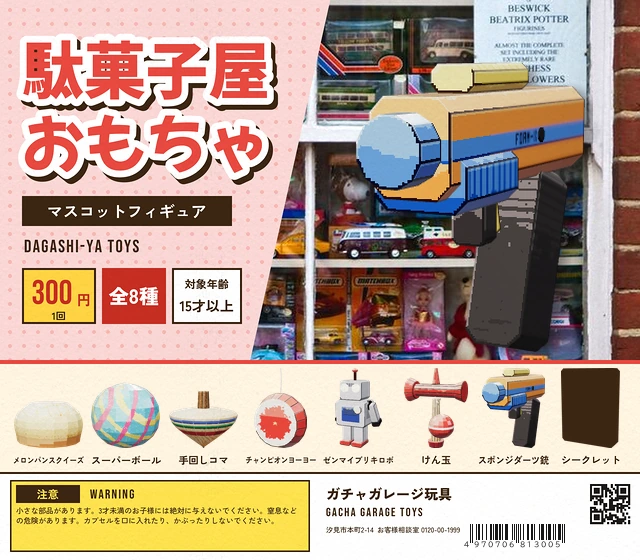 駄菓子屋
おもちゃ
マスコットフィギュア
DAGASHI-YA TOYS
300円
1回
全8種
対象年齢
15才以上
BESWICK
BEATRIX POTTER
FIGURINES
ALMOST THE COMPLETE
SET INCLUDING THE
EXTREMELY RARE
CHESS
FLOWERS
MATCHBOX
メロンパンスクイーズ
スーパーボール
手回しコマ
チャンピオンヨーヨー
ゼンマイブリキロボ
けん玉
スポンジダーツ銃
シークレット
注意 WARNING
小さな部品があります。3才未満のお子様には絶対に与えないでください。窒息など
の危険があります。カプセルを口に入れたり、かぶったりしないでください。
ガチャガレージ玩具
GACHA GARAGE TOYS
汐見市本町2-14 お客様相談室 0120-00-1999
4 970706 813005